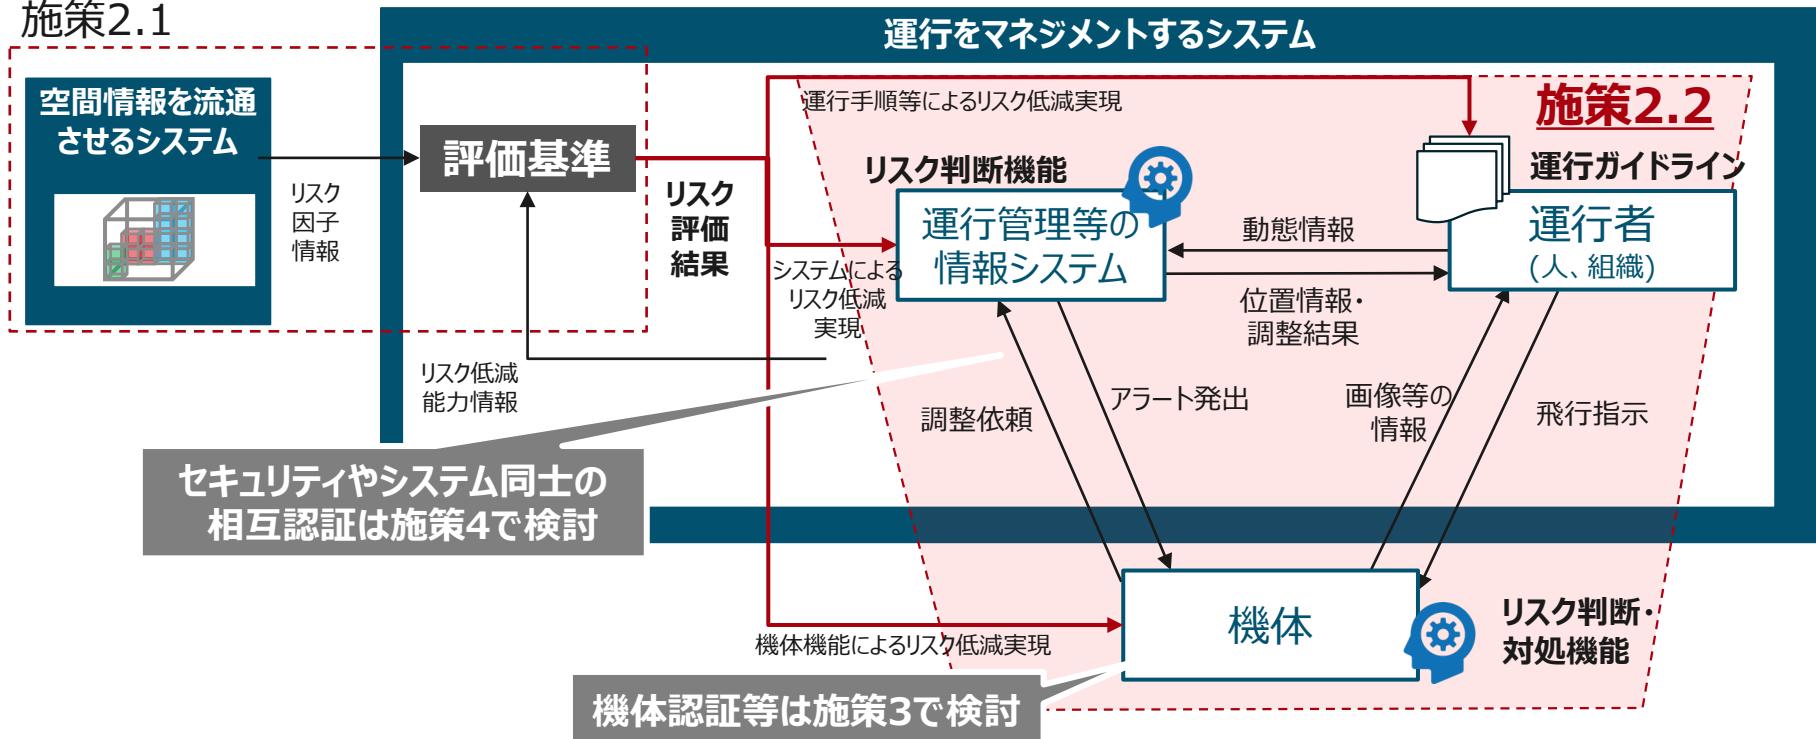 施策2.1
運行をマネジメントするシステム
空間情報を流通
させるシステム
リスク
因子
情報
評価基準
リスク
評価
結果
リスク低減
能力情報
運行手順等によるリスク低減実現
施策2.2
リスク判断機能
運行管理等の
情報システム
システムによる
リスク低減
実現
運行ガイドライン
運行者
(人、組織)
動態情報
位置情報・
調整結果
調整依頼
アラート発出
画像等の
情報
飛行指示
セキュリティやシステム同士の
相互認証は施策4で検討
機体
リスク判断・
対処機能
機体機能によるリスク低減実現
機体認証等は施策3で検討